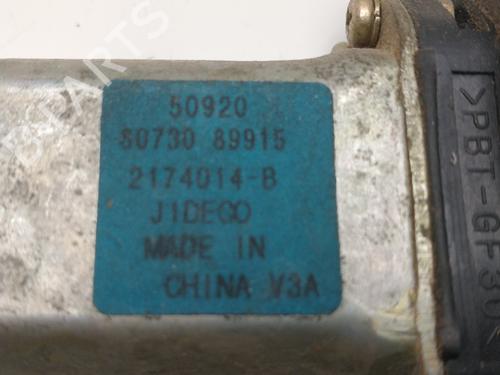 50920
80730 89915
2174014-B
JIDECO
MADE IN
CHINA V3A
>PBT-GF30